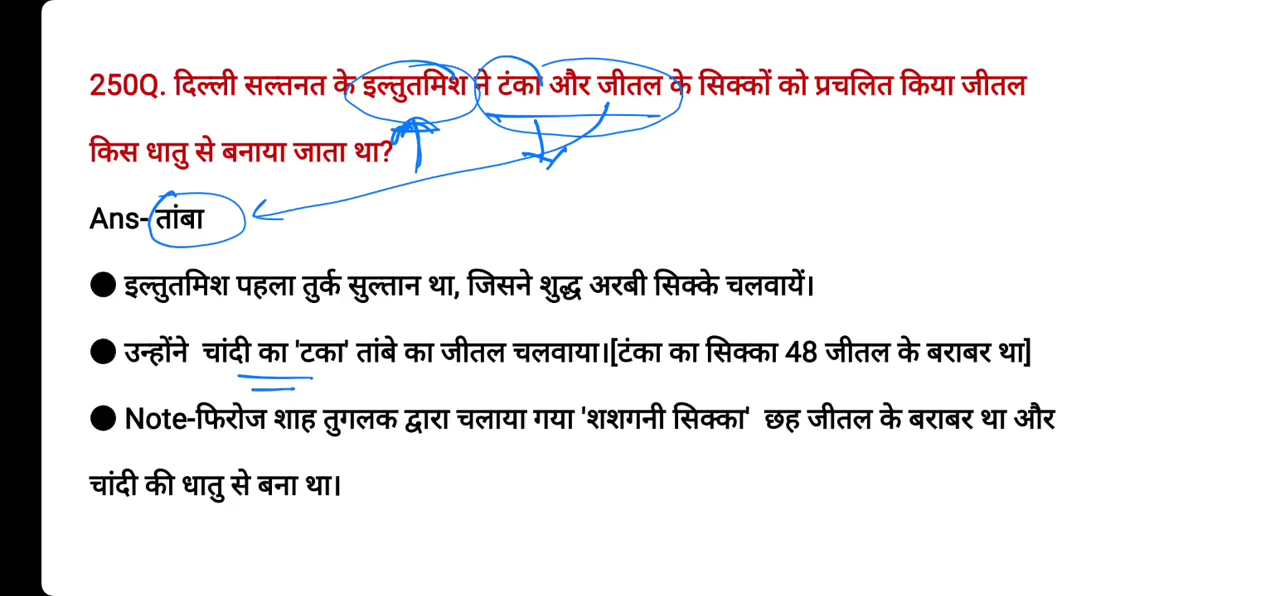 250Q. दिल्ली सल्तनत के इल्तुतमिश ने टंका और जीतल के सिक्कों को प्रचलित किया जीतल
किस धातु से बनाया जाता था?
Ans- तांबा
● इल्तुतमिश पहला तुर्क सुल्तान था, जिसने शुद्ध अरबी सिक्के चलवायें।
● उन्होंने चांदी का 'टका' तांबे का जीतल चलवाया।[टंका का सिक्का 48 जीतल के बराबर था]
● Note-फिरोज शाह तुगलक द्वारा चलाया गया 'शशगनी सिक्का' छह जीतल के बराबर था और
चांदी की धातु से बना था।